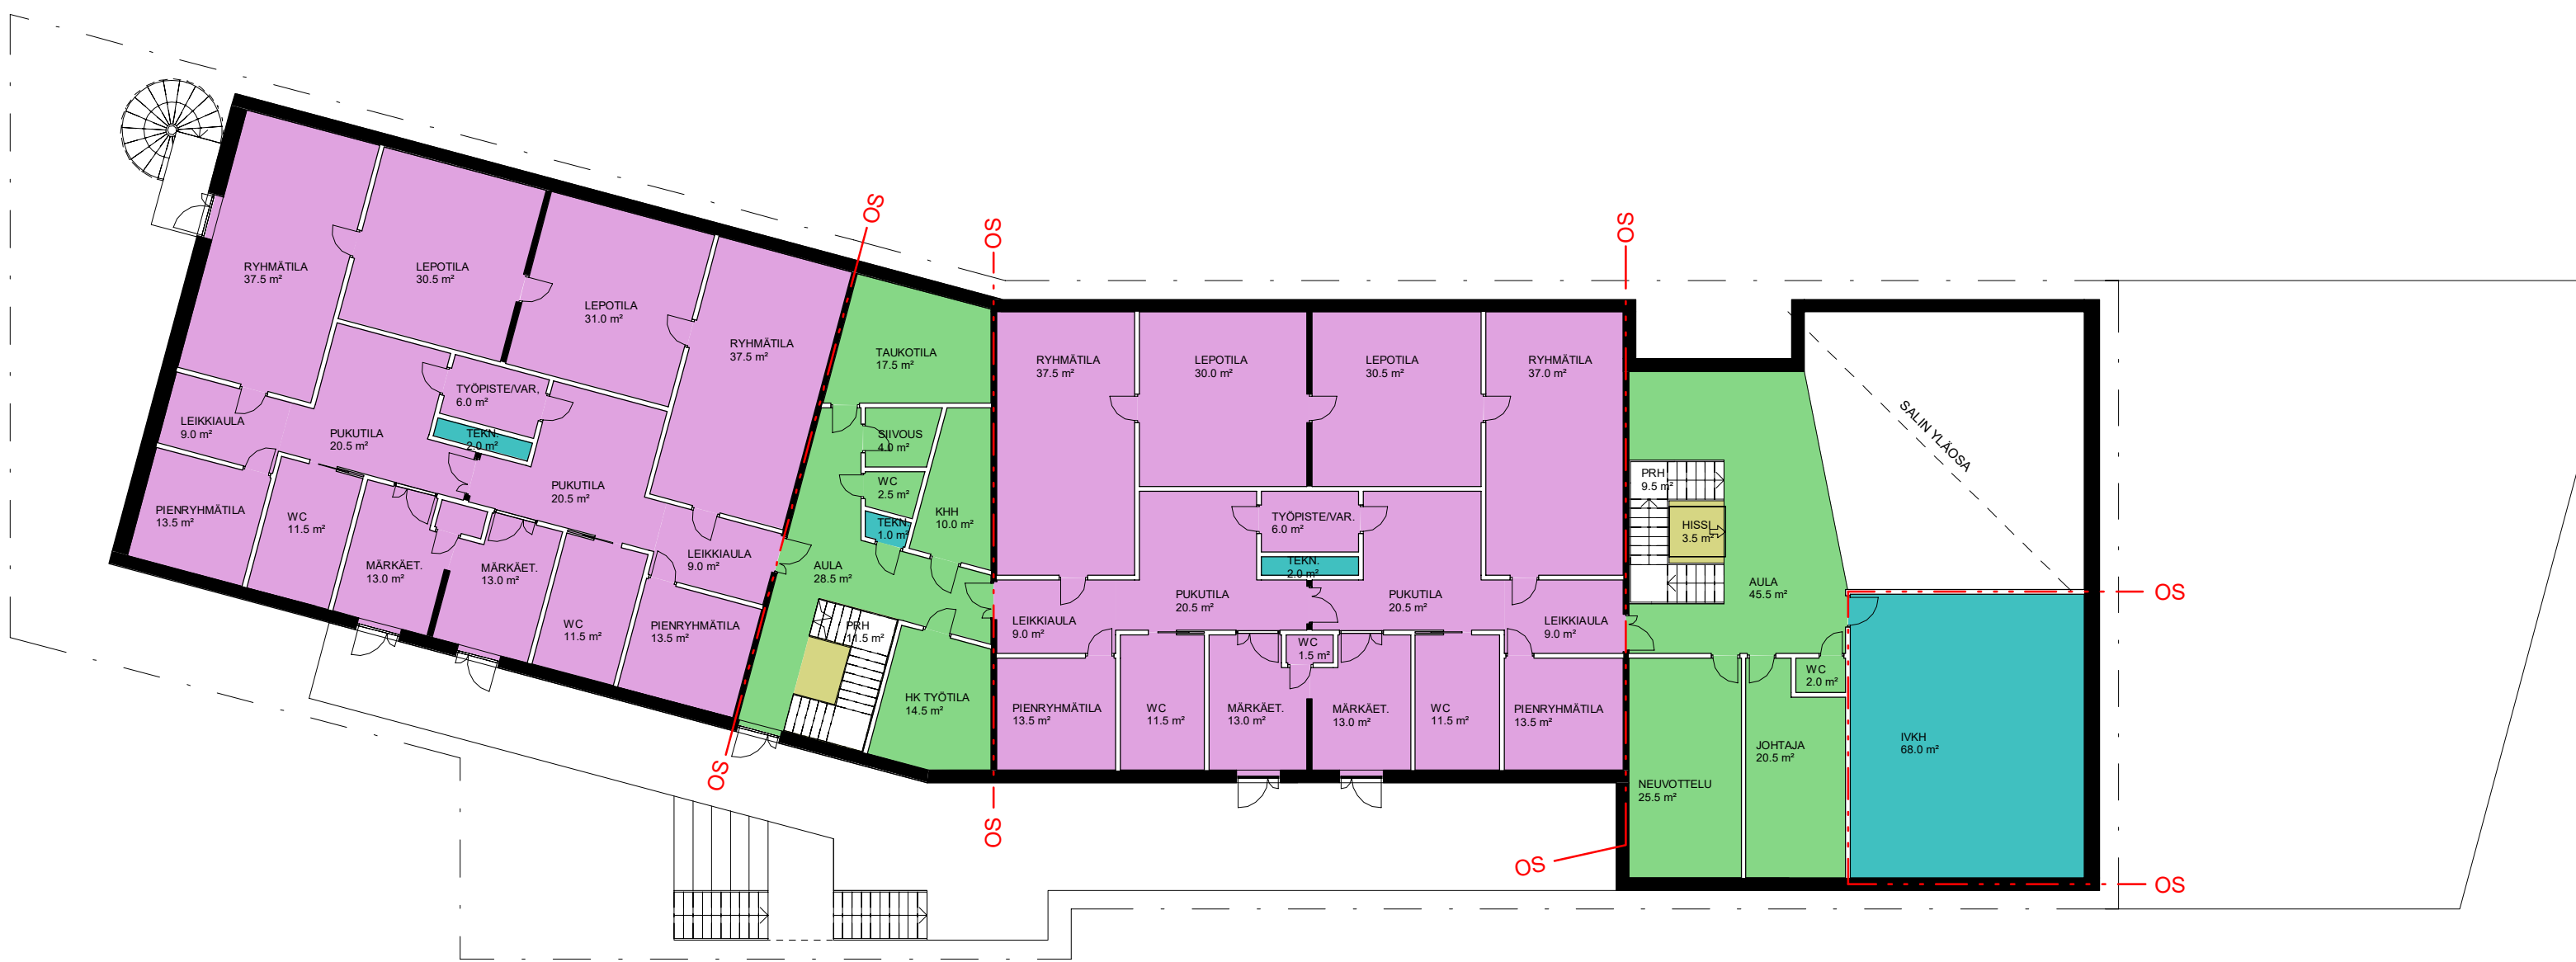 OS
OS
OS
RYHMÄTILA
37.5 m²
LEPOTILA
30.5 m²
LEPOTILA
31.0 m²
RYHMÄTILA
37.5 m²
TYÖPISTE/VAR,
6.0 m²
LEIKKIAULA
9.0 m²
PUKUTILA
20.5 m²
TEKN.
2.0 m²
PUKUTILA
20.5 m²
PIENRYHMÄTILA
13.5 m²
WC
11.5 m²
MÄRKÄET.
13.0 m²
MÄRKÄET.
13.0 m²
WC
11.5 m²
LEIKKIAULA
9.0 m²
PIENRYHMÄTILA
13.5 m²
TAUKOTILA
17.5 m²
SIIVOUS
4.0 m²
WC
2.5 m²
TEKN.
1.0 m²
KHH
10.0 m²
AULA
28.5 m²
PRH
11.5 m²
HK TYÖTILA
14.5 m²
RYHMÄTILA
37.5 m²
LEPOTILA
30.0 m²
LEPOTILA
30.5 m²
RYHMÄTILA
37.0 m²
TYÖPISTE/VAR.
6.0 m²
TEKN.
2.0 m²
PUKUTILA
20.5 m²
PUKUTILA
20.5 m²
LEIKKIAULA
9.0 m²
LEIKKIAULA
9.0 m²
WC
1.5 m²
PIENRYHMÄTILA
13.5 m²
WC
11.5 m²
MÄRKÄET.
13.0 m²
MÄRKÄET.
13.0 m²
WC
11.5 m²
PIENRYHMÄTILA
13.5 m²
SALIN YLÄOSA
PRH
9.5 m²
HISSI
3.5 m²
AULA
45.5 m²
WC
2.0 m²
NEUVOTTELU
25.5 m²
JOHTAJA
20.5 m²
IVKH
68.0 m²
OS
OS
OS
OS
OS